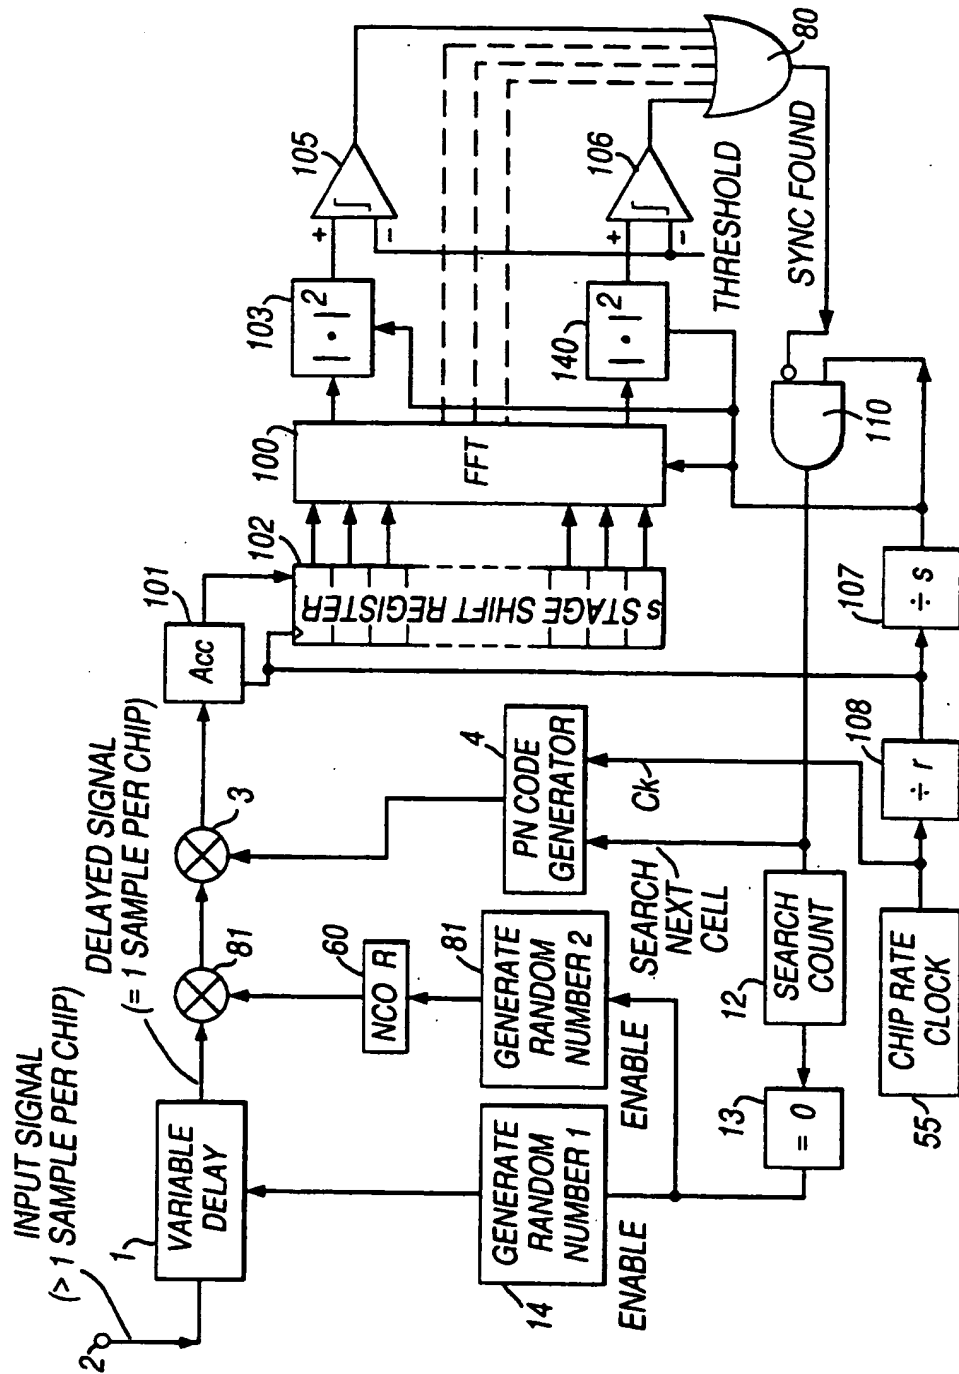 INPUT SIGNAL
(> 1 SAMPLE PER CHIP)
2
1
VARIABLE
DELAY
DELAYED SIGNAL
(= 1 SAMPLE PER CHIP)
81
3
101
Acc
14
GENERATE
RANDOM
NUMBER 1
ENABLE
60
NCO R
81
GENERATE
RANDOM
NUMBER 2
ENABLE
4
PN CODE
GENERATOR
SEARCH
NEXT
CELL
Ck
102
s STAGE SHIFT REGISTER
100
FFT
103
| • |²
140
| • |²
105
+
−
106
+
−
THRESHOLD
80
SYNC FOUND
110
13
= 0
12
SEARCH
COUNT
55
CHIP RATE
CLOCK
108
÷ r
107
÷ s